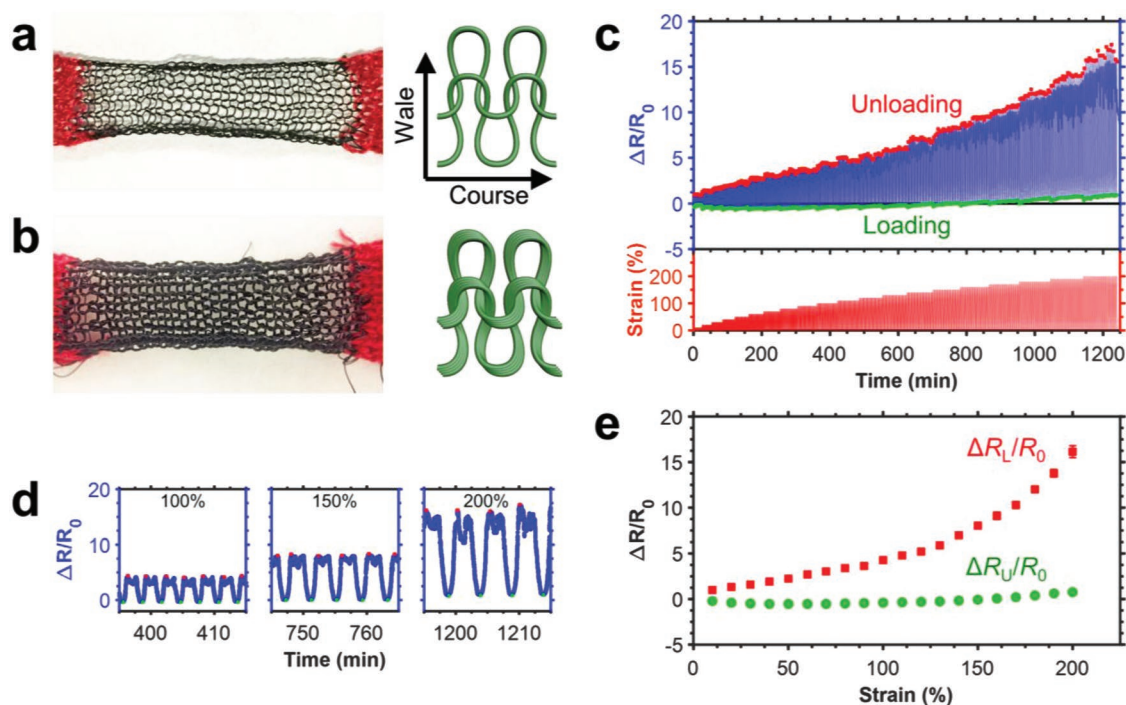 a
Wale
Course
b
c
20
15
10
5
0
-5
ΔR/R0
Unloading
Loading
Strain (%)
200
100
0
0 200 400 600 800 1000 1200
Time (min)
d
ΔR/R0
20
10
0
100% 150% 200%
400 410 750 760 1200 1210
Time (min)
e
20
15
10
5
0
-5
ΔR/R0
ΔRL/R0
ΔRU/R0
0 50 100 150 200
Strain (%)